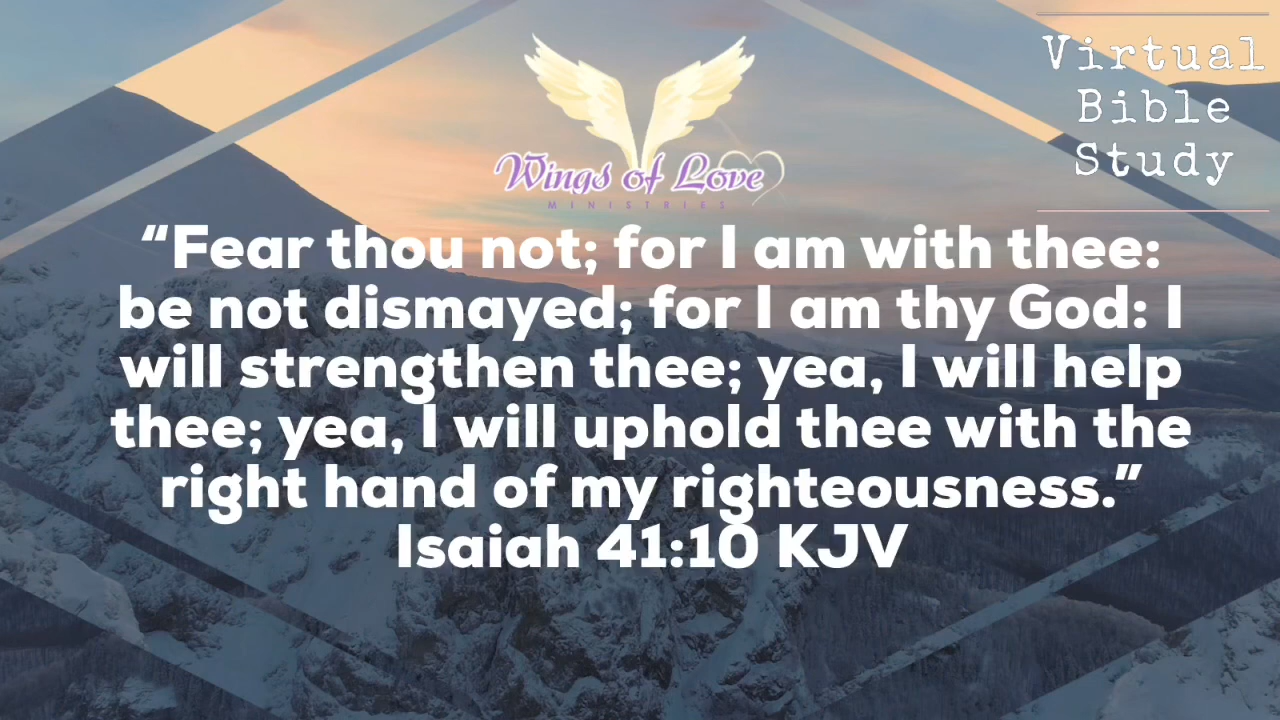 Virtual
Bible
Study
Wings of Love
MINISTRIES
“Fear thou not; for I am with thee:
be not dismayed; for I am thy God: I
will strengthen thee; yea, I will help
thee; yea, I will uphold thee with the
right hand of my righteousness.”
Isaiah 41:10 KJV